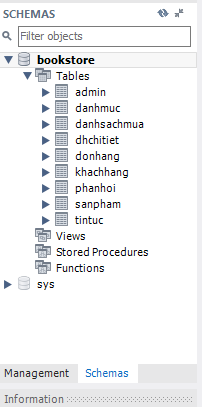 SCHEMAS
Filter objects
bookstore
Tables
admin
danhmuc
danhsachmua
dhchitiet
donhang
khachhang
phanhoi
sanpham
tintuc
Views
Stored Procedures
Functions
sys
Management Schemas
Information